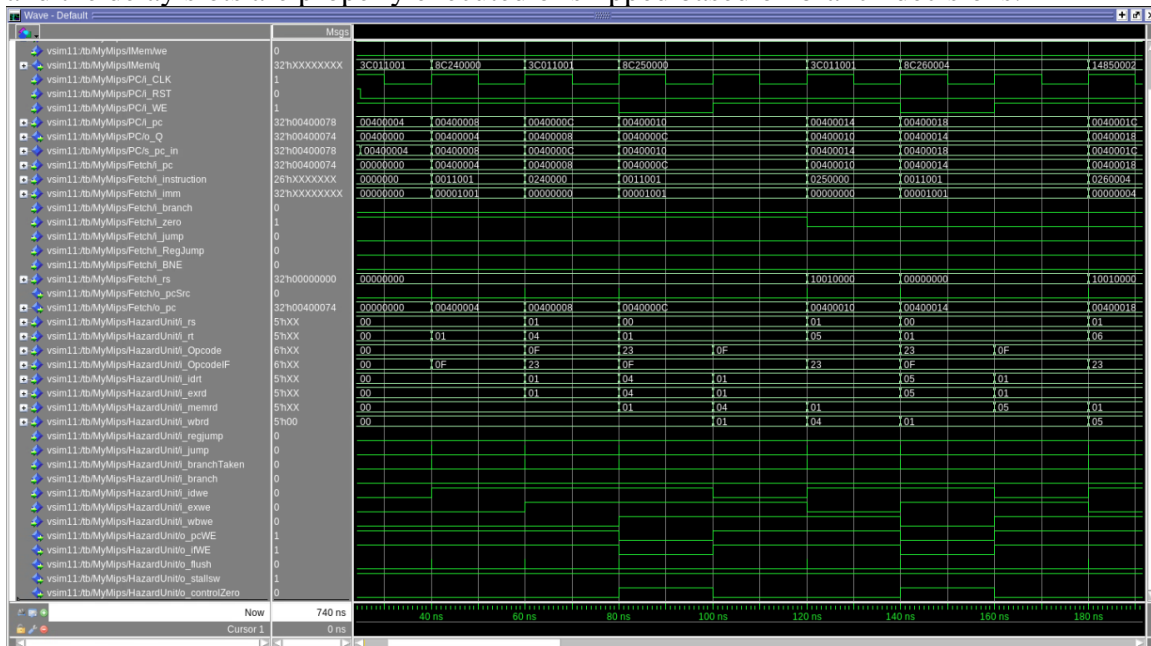 and the delay slots are properly executed or skipped based on branch decisions.
Wave - Default
Msgs
vsim11:/tb/MyMips/IMem/we 0
vsim11:/tb/MyMips/IMem/q 32'hXXXXXXXX 3C011001 8C240000 3C011001 8C250000 3C011001 8C260004 14850002
vsim11:/tb/MyMips/PC/i_CLK 1
vsim11:/tb/MyMips/PC/i_RST 0
vsim11:/tb/MyMips/PC/i_WE 1
vsim11:/tb/MyMips/PC/i_pc 32'h00400078 00400004 00400008 0040000C 00400010 00400014 00400018 0040001C
vsim11:/tb/MyMips/PC/o_Q 32'h00400074 00400000 00400004 00400008 0040000C 00400010 00400014 00400018
vsim11:/tb/MyMips/PC/s_pc_in 32'h00400078 00400004 00400008 0040000C 00400010 00400014 00400018 0040001C
vsim11:/tb/MyMips/Fetch/i_pc 32'h00400074 00000000 00400004 00400008 0040000C 00400010 00400014 00400018
vsim11:/tb/MyMips/Fetch/i_instruction 26'hXXXXXXX 0000000 0011001 0240000 0011001 0250000 0011001 0260004
vsim11:/tb/MyMips/Fetch/i_imm 32'hXXXXXXXX 00000000 00001001 00000000 00001001 00000000 00001001 00000004
vsim11:/tb/MyMips/Fetch/i_branch 0
vsim11:/tb/MyMips/Fetch/i_zero 1
vsim11:/tb/MyMips/Fetch/i_jump 0
vsim11:/tb/MyMips/Fetch/i_RegJump 0
vsim11:/tb/MyMips/Fetch/i_BNE 0
vsim11:/tb/MyMips/Fetch/i_rs 32'h00000000 00000000 10010000 00000000 10010000
vsim11:/tb/MyMips/Fetch/o_pcSrc 0
vsim11:/tb/MyMips/Fetch/o_pc 32'h00400074 00000000 00400004 00400008 0040000C 00400010 00400014 00400018
vsim11:/tb/MyMips/HazardUnit/i_rs 5'hXX 00 01 00 01 00 01
vsim11:/tb/MyMips/HazardUnit/i_rt 5'hXX 00 01 04 01 05 01 06
vsim11:/tb/MyMips/HazardUnit/i_Opcode 6'hXX 00 0F 23 0F 23 0F
vsim11:/tb/MyMips/HazardUnit/i_OpcodeIF 6'hXX 00 0F 23 0F 23 0F 23
vsim11:/tb/MyMips/HazardUnit/i_idrt 5'hXX 00 01 04 01 05 01
vsim11:/tb/MyMips/HazardUnit/i_exrd 5'hXX 00 01 04 01 05 01
vsim11:/tb/MyMips/HazardUnit/i_memrd 5'hXX 00 01 04 01 05 01
vsim11:/tb/MyMips/HazardUnit/i_wbrd 5'h00 00 01 04 01 05
vsim11:/tb/MyMips/HazardUnit/i_regjump 0
vsim11:/tb/MyMips/HazardUnit/i_jump 0
vsim11:/tb/MyMips/HazardUnit/i_branchTaken 0
vsim11:/tb/MyMips/HazardUnit/i_branch 0
vsim11:/tb/MyMips/HazardUnit/i_idwe 0
vsim11:/tb/MyMips/HazardUnit/i_exwe 0
vsim11:/tb/MyMips/HazardUnit/i_wbwe 0
vsim11:/tb/MyMips/HazardUnit/o_pcWE 1
vsim11:/tb/MyMips/HazardUnit/o_ifWE 1
vsim11:/tb/MyMips/HazardUnit/o_flush 0
vsim11:/tb/MyMips/HazardUnit/o_stallsw 1
vsim11:/tb/MyMips/HazardUnit/o_controlZero 0
Now 740 ns 40 ns 60 ns 80 ns 100 ns 120 ns 140 ns 160 ns 180 ns
Cursor 1 0 ns